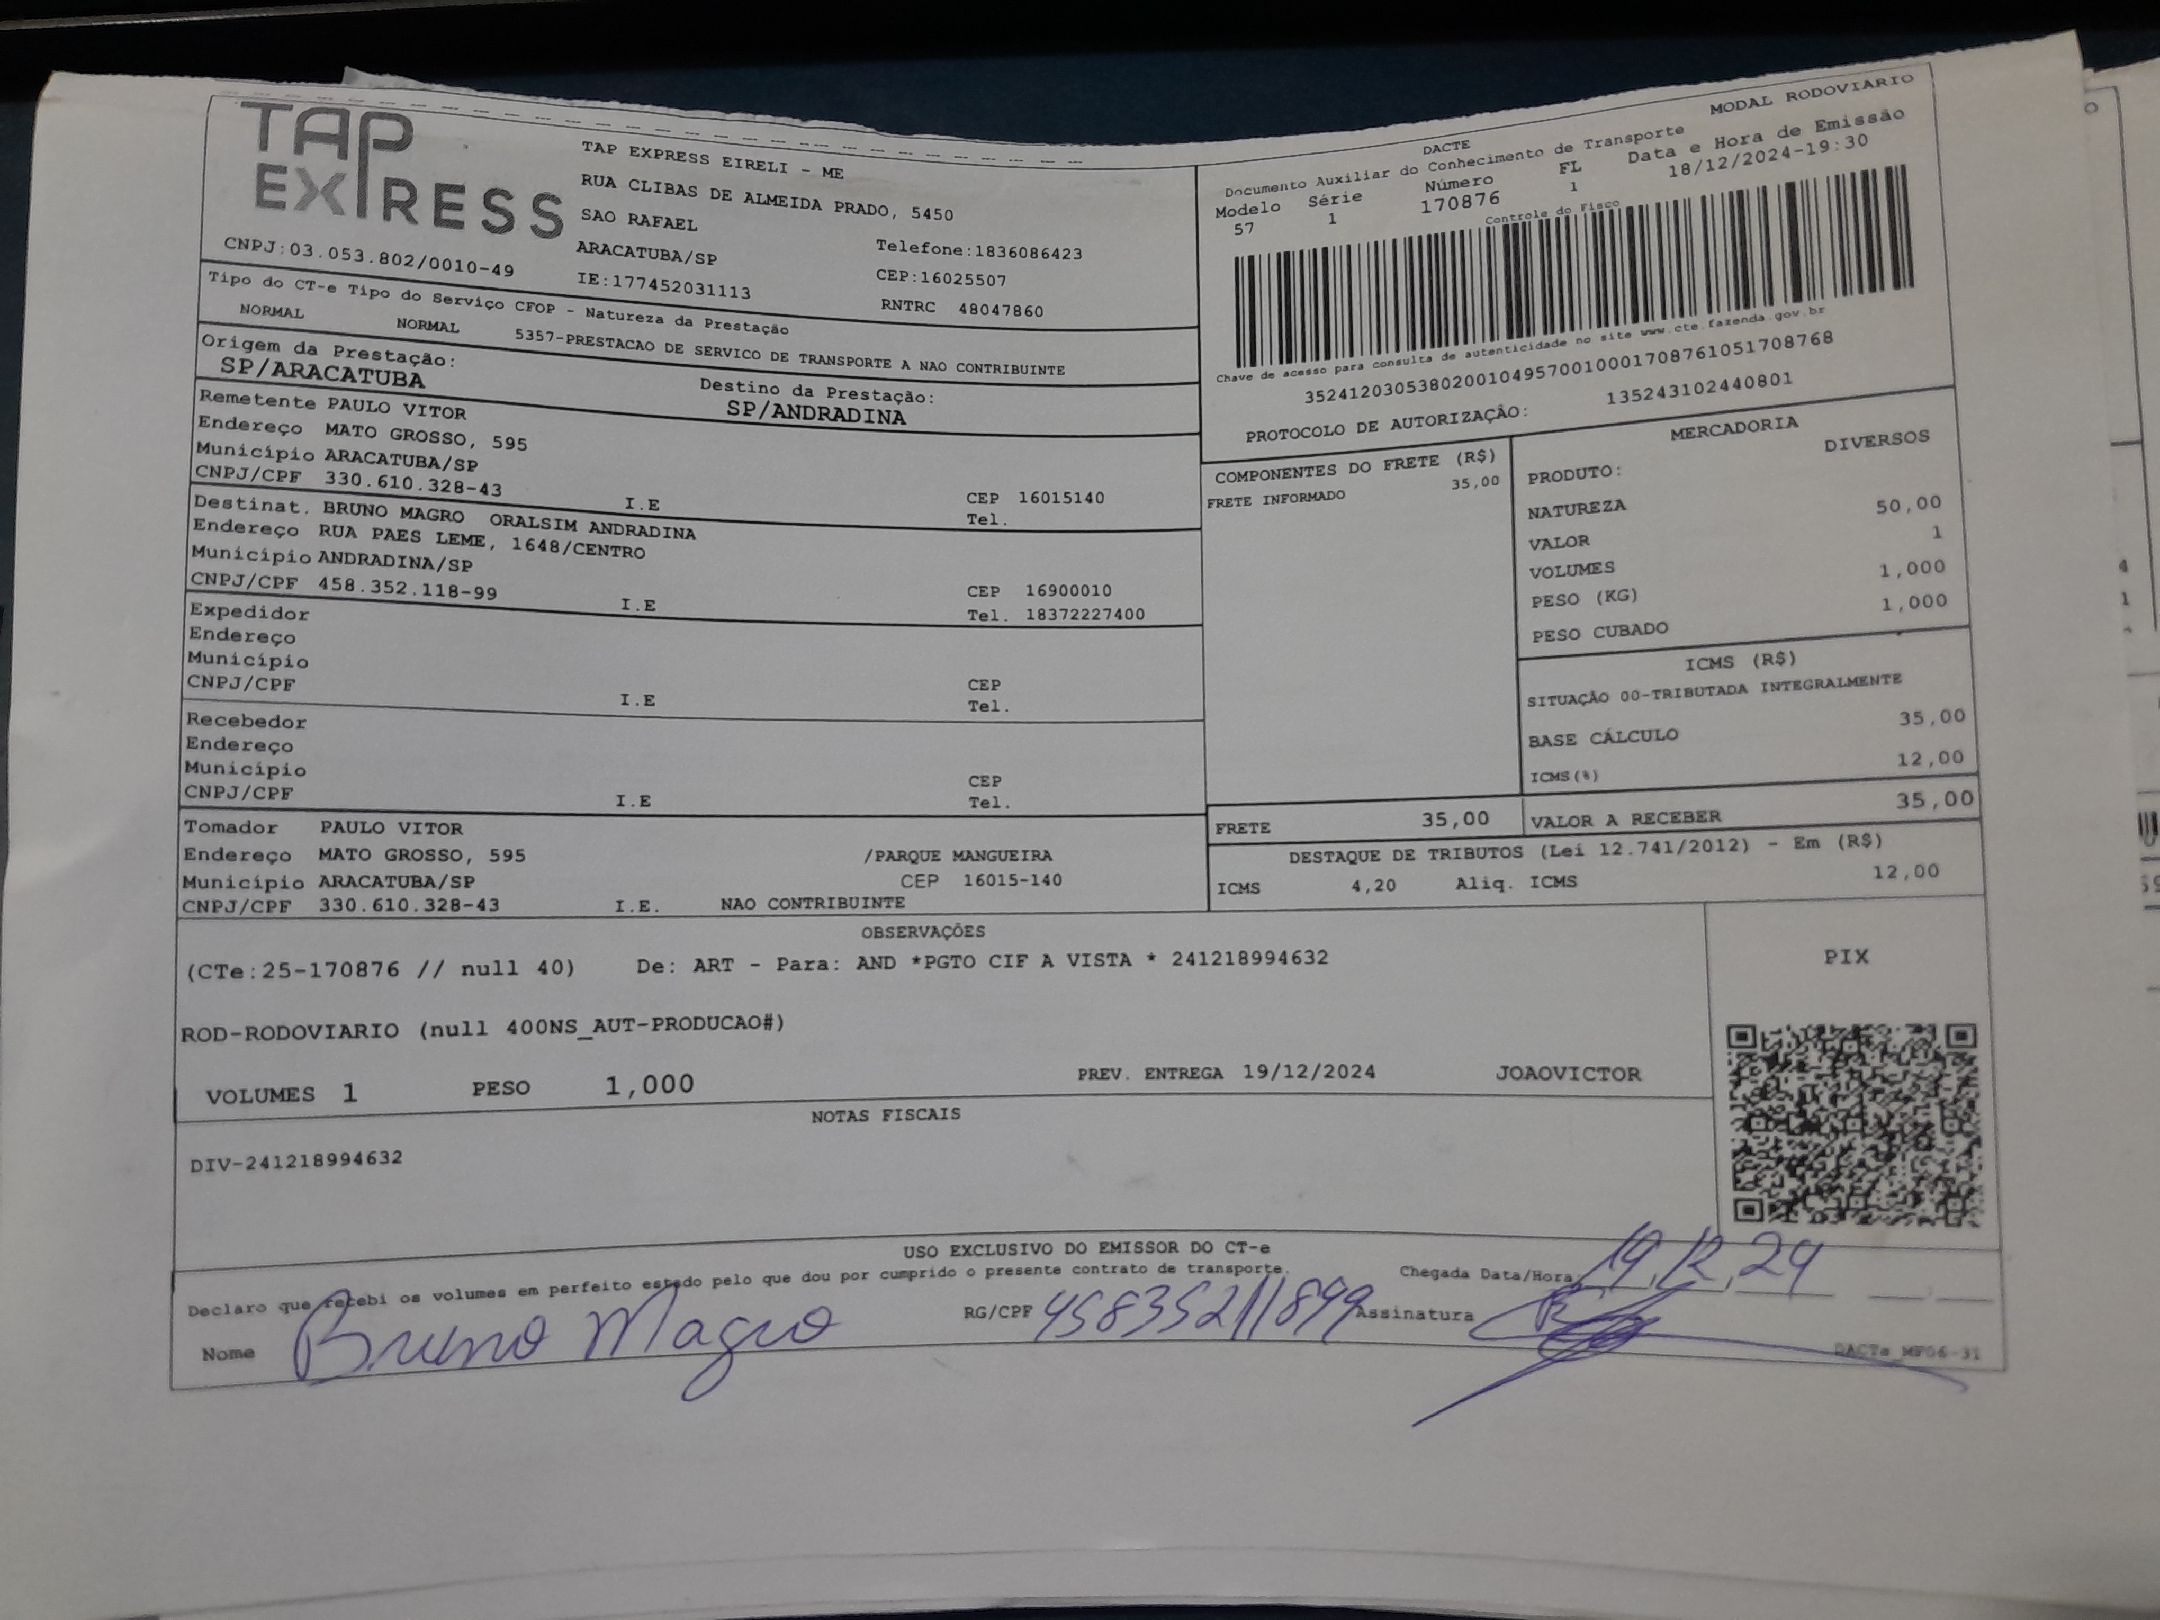 TAP
EXPRESS
CNPJ:03.053.802/0010-49
TAP EXPRESS EIRELI - ME
RUA CLIBAS DE ALMEIDA PRADO, 5450
SAO RAFAEL
ARACATUBA/SP Telefone:1836086423
IE:177452031113 CEP:16025507
RNTRC 48047860
MODAL RODOVIARIO
DACTE
Documento Auxiliar do Conhecimento de Transporte
Modelo Série Número FL Data e Hora de Emissão
57 1 170876 1 18/12/2024-19:30
Controle do Fisco
Chave de acesso para consulta de autenticidade no site www.cte.fazenda.gov.br
35241203053802001049570010001708761051708768
PROTOCOLO DE AUTORIZAÇÃO: 135243102440801
Tipo do CT-e Tipo do Serviço CFOP - Natureza da Prestação
NORMAL NORMAL 5357-PRESTACAO DE SERVICO DE TRANSPORTE A NAO CONTRIBUINTE
Origem da Prestação: Destino da Prestação:
SP/ARACATUBA SP/ANDRADINA
Remetente PAULO VITOR
Endereço MATO GROSSO, 595
Município ARACATUBA/SP CEP 16015140
CNPJ/CPF 330.610.328-43 I.E Tel.
Destinat. BRUNO MAGRO ORALSIM ANDRADINA
Endereço RUA PAES LEME, 1648/CENTRO
Município ANDRADINA/SP CEP 16900010
CNPJ/CPF 458.352.118-99 I.E Tel. 18372227400
Expedidor
Endereço
Município CEP
CNPJ/CPF I.E Tel.
Recebedor
Endereço
Município CEP
CNPJ/CPF I.E Tel.
Tomador PAULO VITOR
Endereço MATO GROSSO, 595 /PARQUE MANGUEIRA
Município ARACATUBA/SP CEP 16015-140
CNPJ/CPF 330.610.328-43 I.E. NAO CONTRIBUINTE
COMPONENTES DO FRETE (R$)
FRETE INFORMADO 35,00
MERCADORIA
PRODUTO: DIVERSOS
NATUREZA
VALOR 50,00
VOLUMES 1
PESO (KG) 1,000
PESO CUBADO 1,000
ICMS (R$)
SITUAÇÃO 00-TRIBUTADA INTEGRALMENTE
BASE CÁLCULO 35,00
ICMS(%) 12,00
FRETE 35,00 VALOR A RECEBER 35,00
DESTAQUE DE TRIBUTOS (Lei 12.741/2012) - Em (R$)
ICMS 4,20 Aliq. ICMS 12,00
OBSERVAÇÕES
(CTe:25-170876 // null 40) De: ART - Para: AND *PGTO CIF A VISTA * 241218994632
ROD-RODOVIARIO (null 400NS_AUT-PRODUCAO#)
VOLUMES 1 PESO 1,000 PREV. ENTREGA 19/12/2024 JOAOVICTOR
PIX
NOTAS FISCAIS
DIV-241218994632
USO EXCLUSIVO DO EMISSOR DO CT-e
Declaro que recebi os volumes em perfeito estado pelo que dou por cumprido o presente contrato de transporte. Chegada Data/Hora 19,12,24
Nome Bruno Magro RG/CPF 45835211899 Assinatura
DACTe_MF06-31